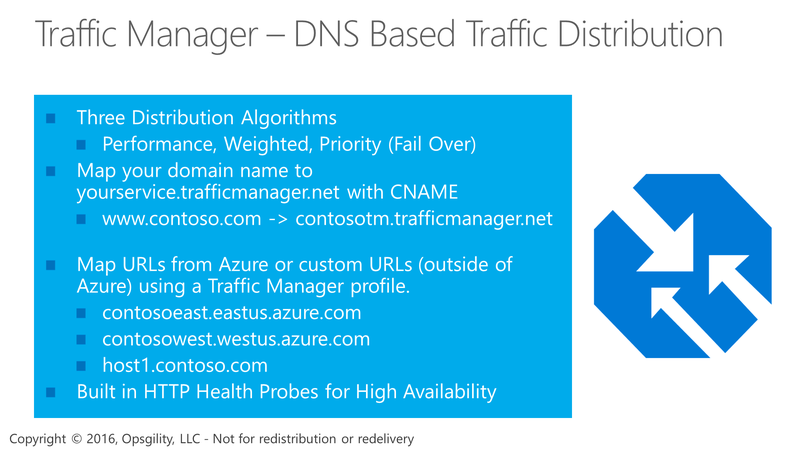 Traffic Manager – DNS Based Traffic Distribution
Three Distribution Algorithms
Performance, Weighted, Priority (Fail Over)
Map your domain name to
yourservice.trafficmanager.net with CNAME
www.contoso.com -> contosotm.trafficmanager.net
Map URLs from Azure or custom URLs (outside of
Azure) using a Traffic Manager profile.
contosoeast.eastus.azure.com
contosowest.westus.azure.com
host1.contoso.com
Built in HTTP Health Probes for High Availability
Copyright © 2016, Opsgility, LLC - Not for redistribution or redelivery